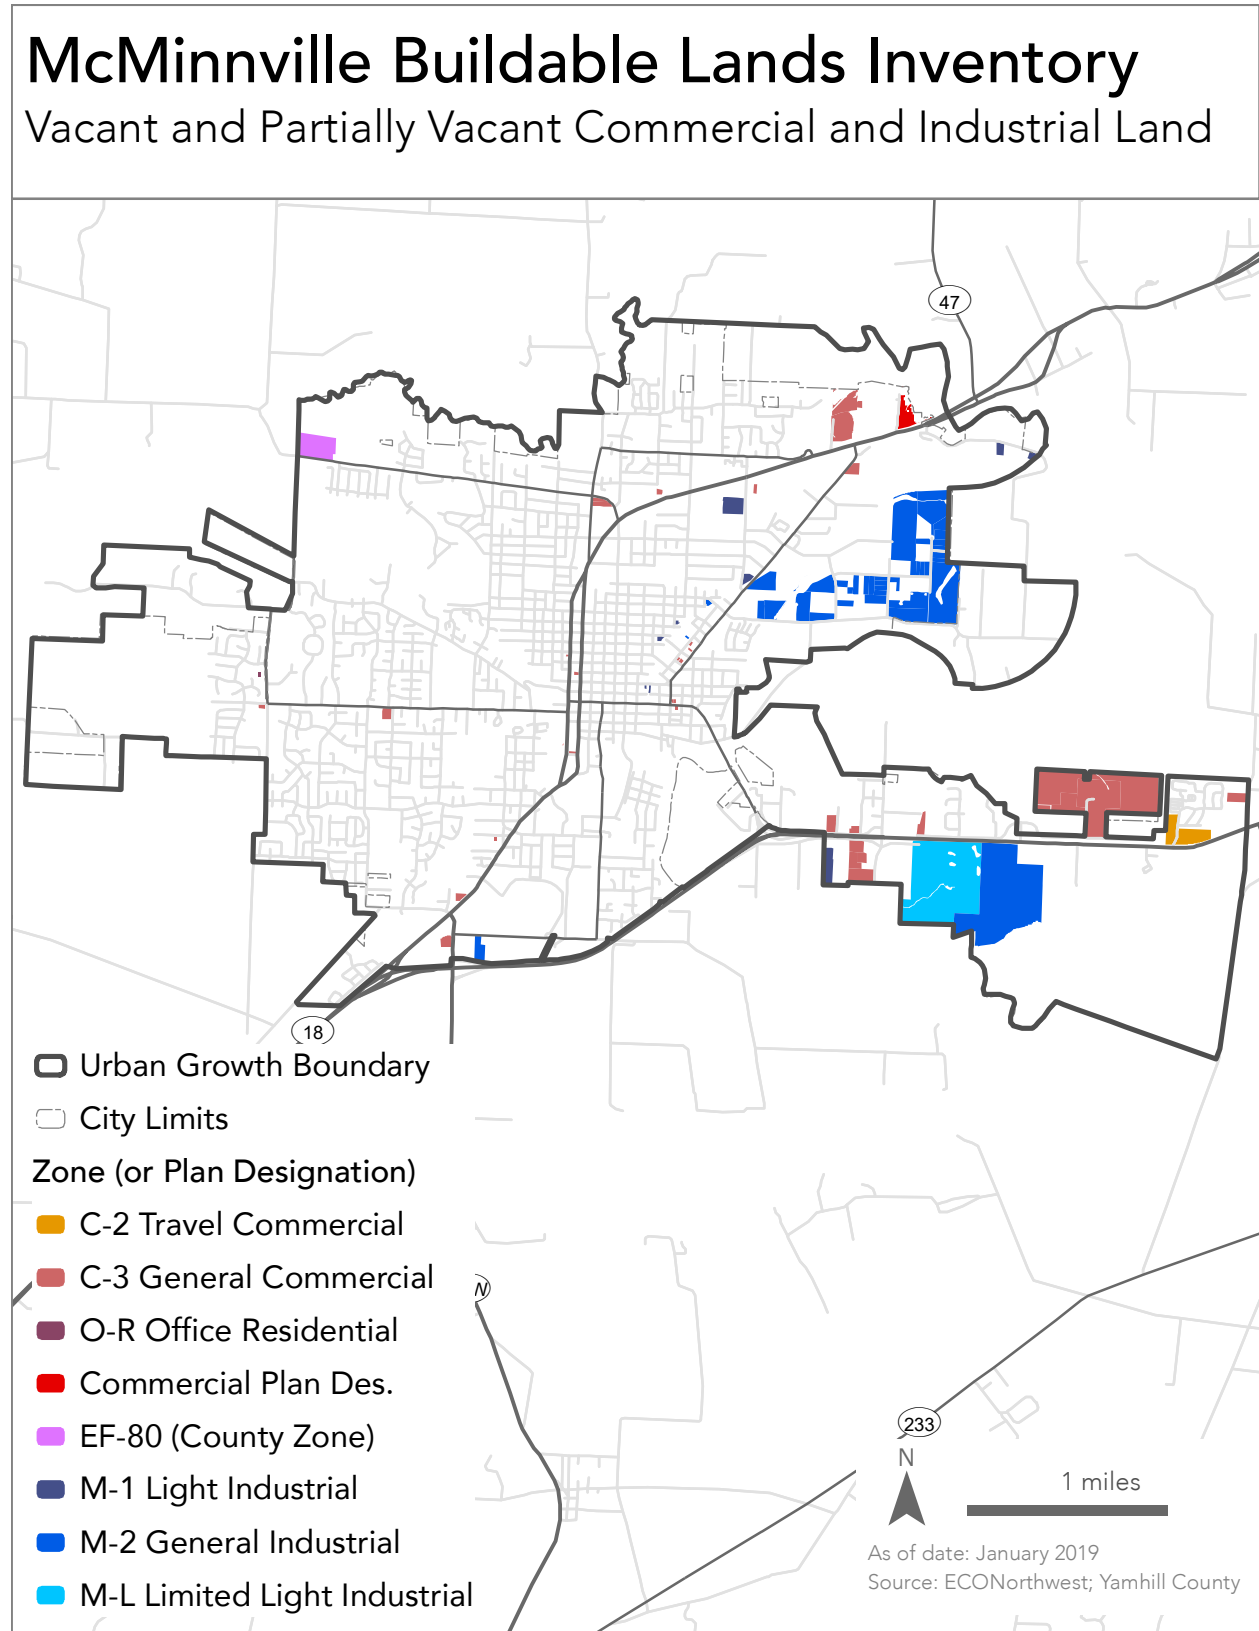 McMinnville Buildable Lands Inventory
Vacant and Partially Vacant Commercial and Industrial Land
47
18
Urban Growth Boundary
City Limits
Zone (or Plan Designation)
C-2 Travel Commercial
C-3 General Commercial
N
O-R Office Residential
Commercial Plan Des.
233
EF-80 (County Zone)
N
M-1 Light Industrial
1 miles
M-2 General Industrial
As of date: January 2019
M-L Limited Light Industrial
Source: ECONorthwest; Yamhill County